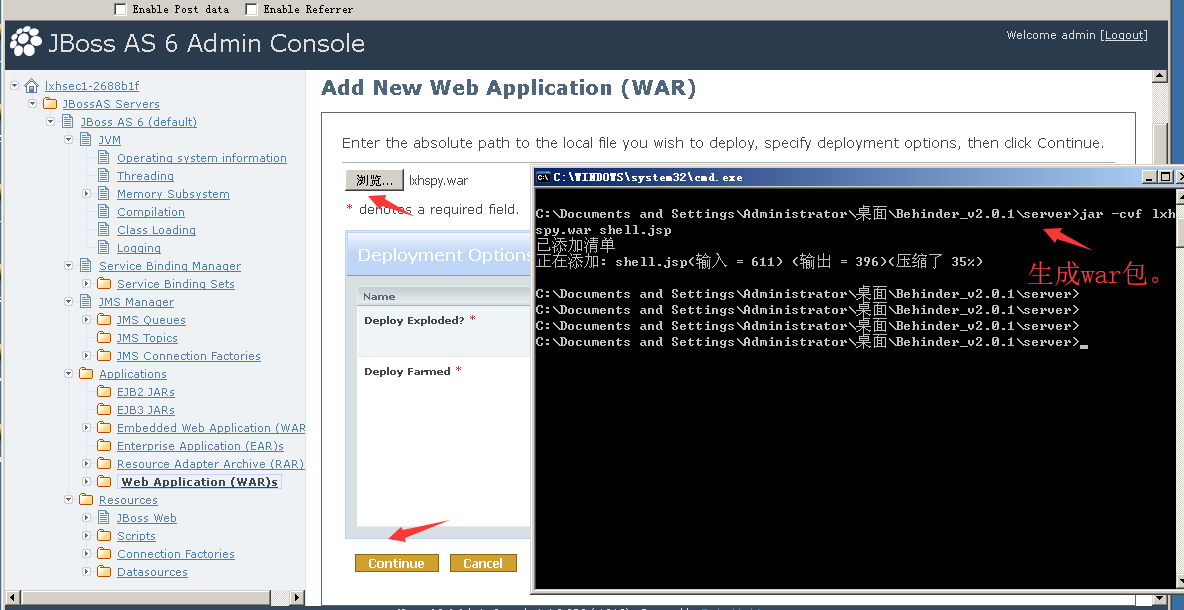 Enable Post data Enable Referrer
JBoss AS 6 Admin Console
Welcome admin [Logout]
lxhsec1-2688b1f
JBossAS Servers
JBoss AS 6 (default)
JVM
Operating system information
Threading
Memory Subsystem
Compilation
Class Loading
Logging
Service Binding Manager
Service Binding Sets
JMS Manager
JMS Queues
JMS Topics
JMS Connection Factories
Applications
EJB2 JARs
EJB3 JARs
Embedded Web Application (WAR
Enterprise Application (EAR)s
Resource Adapter Archive (RAR)
Web Application (WAR)s
Resources
JBoss Web
Scripts
Connection Factories
Datasources
Add New Web Application (WAR)
Enter the absolute path to the local file you wish to deploy, specify deployment options, then click Continue.
浏览... lxhspy.war
* denotes a required field.
Deployment Options
Name
Deploy Exploded? *
Deploy Farmed *
Continue Cancel
C:\WINDOWS\system32\cmd.exe
C:\Documents and Settings\Administrator\桌面\Behinder_v2.0.1\server>jar -cvf lxh
spy.war shell.jsp
已添加清单
正在添加: shell.jsp(输入 = 611) (输出 = 396)(压缩了 35%)
生成war包。
C:\Documents and Settings\Administrator\桌面\Behinder_v2.0.1\server>
C:\Documents and Settings\Administrator\桌面\Behinder_v2.0.1\server>
C:\Documents and Settings\Administrator\桌面\Behinder_v2.0.1\server>
C:\Documents and Settings\Administrator\桌面\Behinder_v2.0.1\server>_